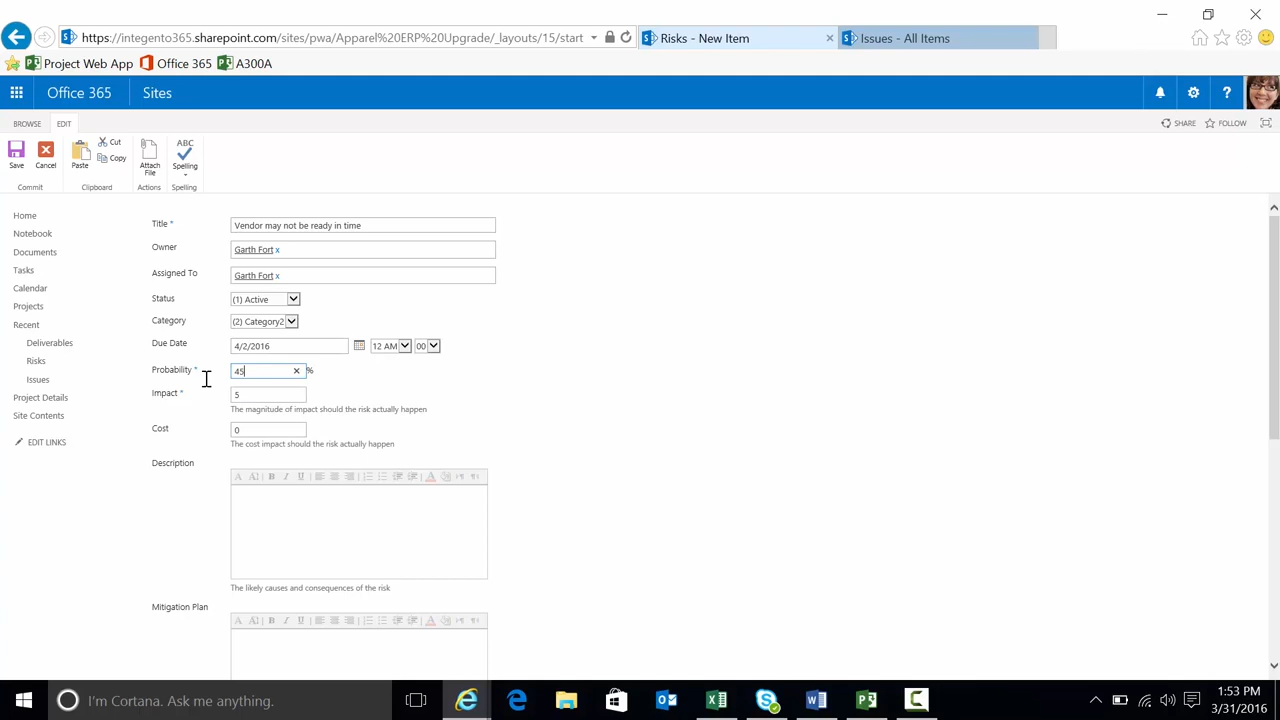 https://integento365.sharepoint.com/sites/pwa/Apparel%20ERP%20Upgrade/_layouts/15/start
Risks - New Item
Issues - All Items
Project Web App
Office 365
A300A
Office 365
Sites
BROWSE
EDIT
SHARE
FOLLOW
Save
Cancel
Paste
Cut
Copy
Attach File
ABC
Spelling
Commit
Clipboard
Actions
Spelling
Home
Notebook
Documents
Tasks
Calendar
Projects
Recent
Deliverables
Risks
Issues
Project Details
Site Contents
EDIT LINKS
Title * Vendor may not be ready in time
Owner Garth Fort x
Assigned To Garth Fort x
Status (1) Active
Category (2) Category2
Due Date 4/2/2016 12 AM 00
Probability * 45 %
Impact * 5
The magnitude of impact should the risk actually happen
Cost 0
The cost impact should the risk actually happen
Description
The likely causes and consequences of the risk
Mitigation Plan
I'm Cortana. Ask me anything.
1:53 PM
3/31/2016